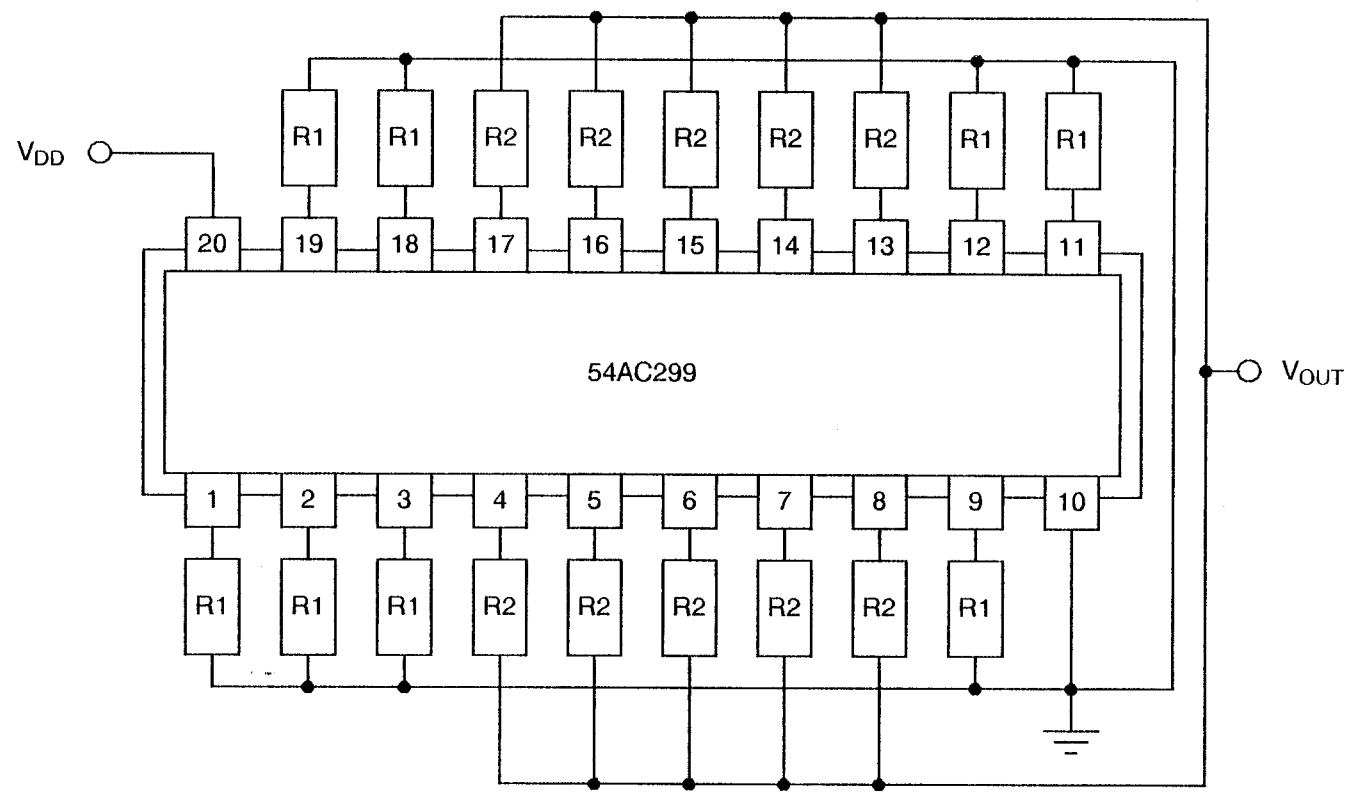 R1 R1 R2 R2 R2 R2 R2 R1 R1
V_DD
20 19 18 17 16 15 14 13 12 11
54AC299
V_OUT
1 2 3 4 5 6 7 8 9 10
R1 R1 R1 R2 R2 R2 R2 R2 R1